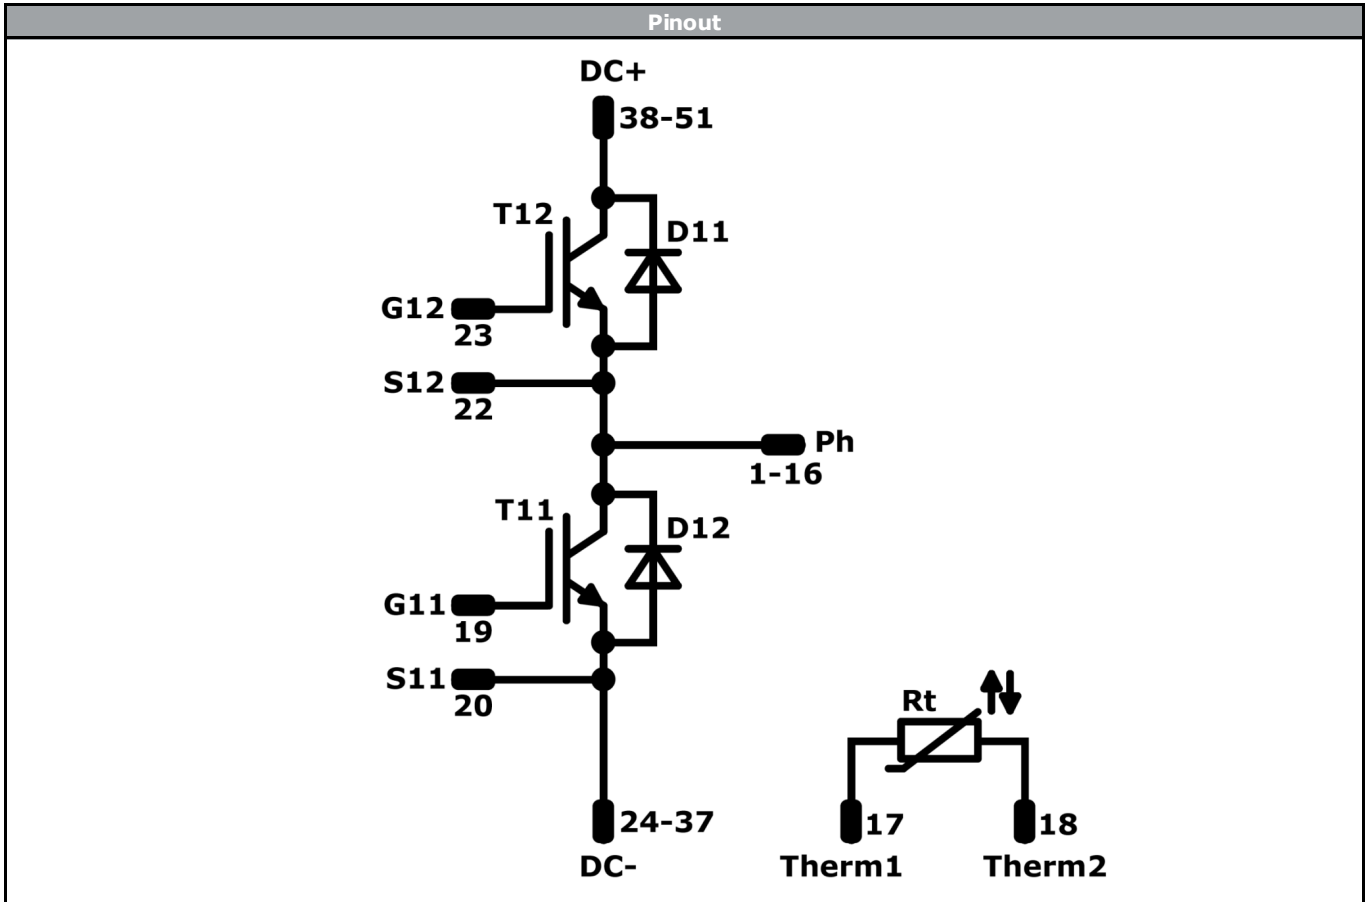 Pinout
DC+
38-51
T12
D11
G12
23
S12
22
Ph
1-16
T11
D12
G11
19
S11
20
Rt
24-37
17
18
DC-
Therm1
Therm2